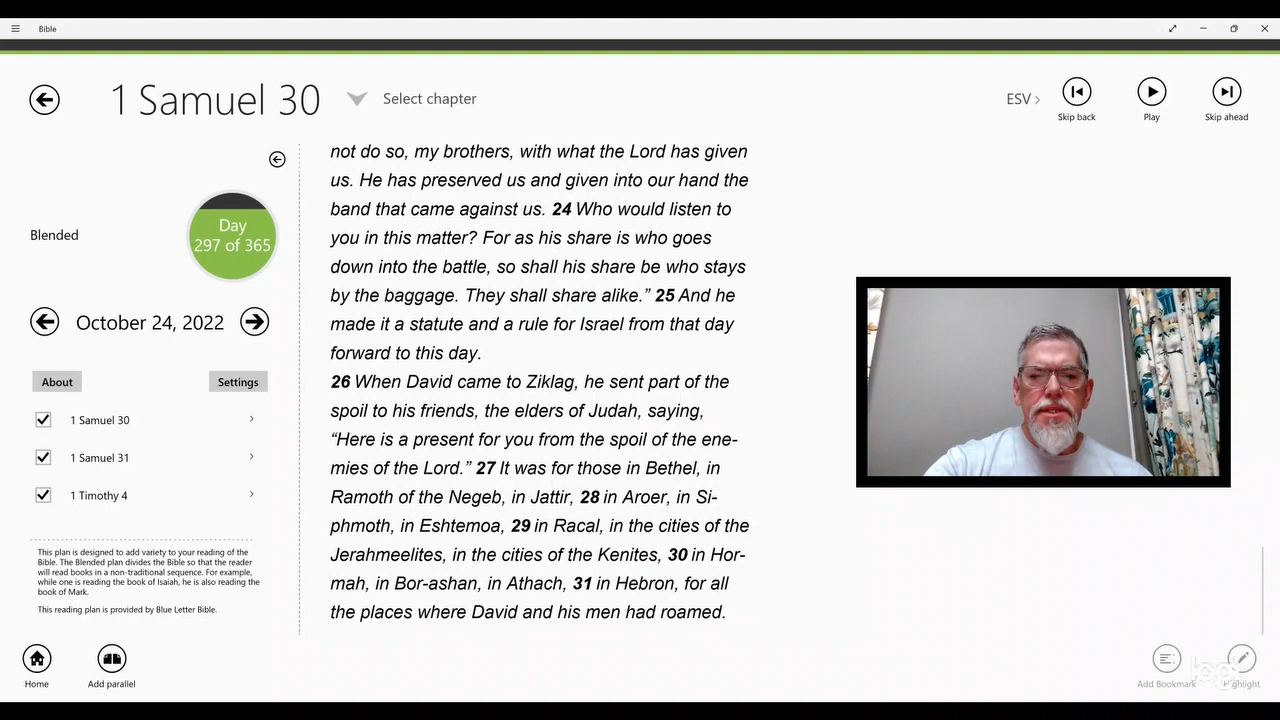 Bible
1 Samuel 30
Select chapter
ESV
Skip back
Play
Skip ahead
Blended
Day
297 of 365
October 24, 2022
About
Settings
1 Samuel 30
1 Samuel 31
1 Timothy 4
This plan is designed to add variety to your reading of the
Bible. The Blended plan divides the Bible so that the reader
will read books in a non-traditional sequence. For example,
while one is reading the book of Isaiah, he is also reading the
book of Mark.
This reading plan is provided by Blue Letter Bible.
not do so, my brothers, with what the Lord has given
us. He has preserved us and given into our hand the
band that came against us. 24 Who would listen to
you in this matter? For as his share is who goes
down into the battle, so shall his share be who stays
by the baggage. They shall share alike.” 25 And he
made it a statute and a rule for Israel from that day
forward to this day.
26 When David came to Ziklag, he sent part of the
spoil to his friends, the elders of Judah, saying,
“Here is a present for you from the spoil of the ene-
mies of the Lord.” 27 It was for those in Bethel, in
Ramoth of the Negeb, in Jattir, 28 in Aroer, in Si-
phmoth, in Eshtemoa, 29 in Racal, in the cities of the
Jerahmeelites, in the cities of the Kenites, 30 in Hor-
mah, in Bor-ashan, in Athach, 31 in Hebron, for all
the places where David and his men had roamed.
Home
Add parallel
Add Bookmark
Highlight
logi